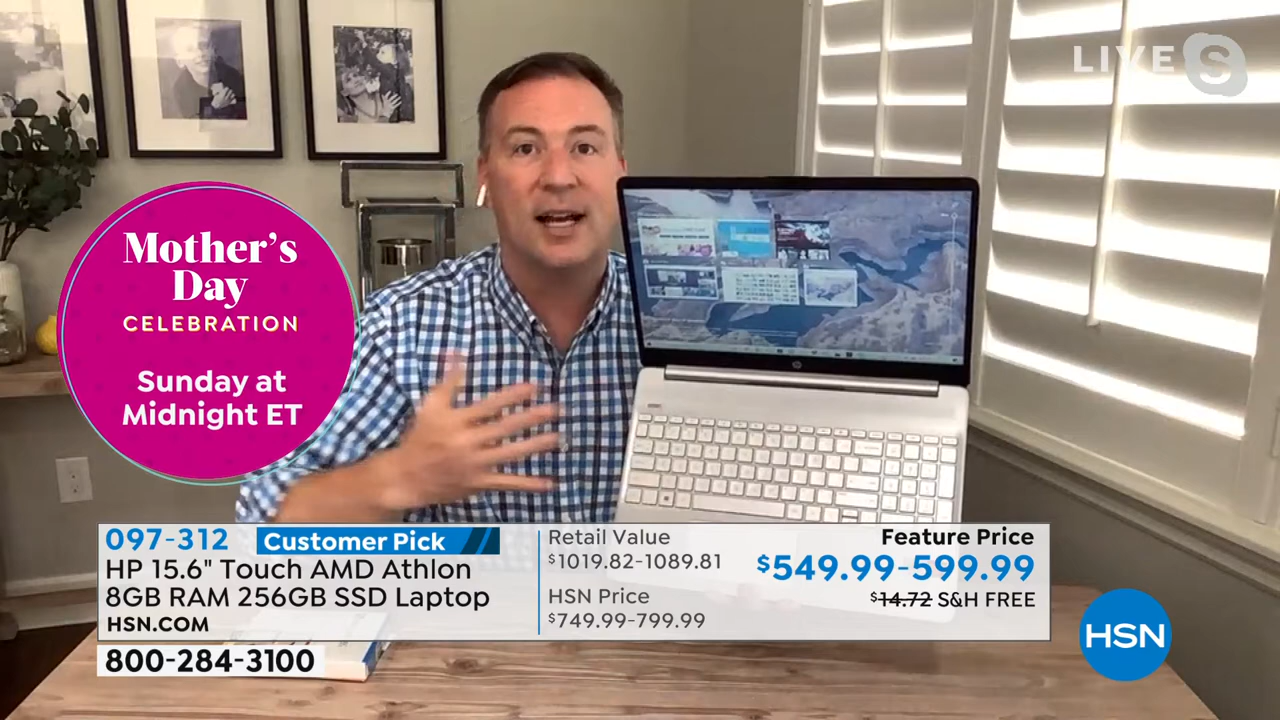 LIVE S
Mother's
Day
CELEBRATION
Sunday at
Midnight ET
097-312 Customer Pick
HP 15.6" Touch AMD Athlon
8GB RAM 256GB SSD Laptop
HSN.COM
800-284-3100
Retail Value
$1019.82-1089.81
HSN Price
$749.99-799.99
Feature Price
$549.99-599.99
$14.72 S&H FREE
HSN